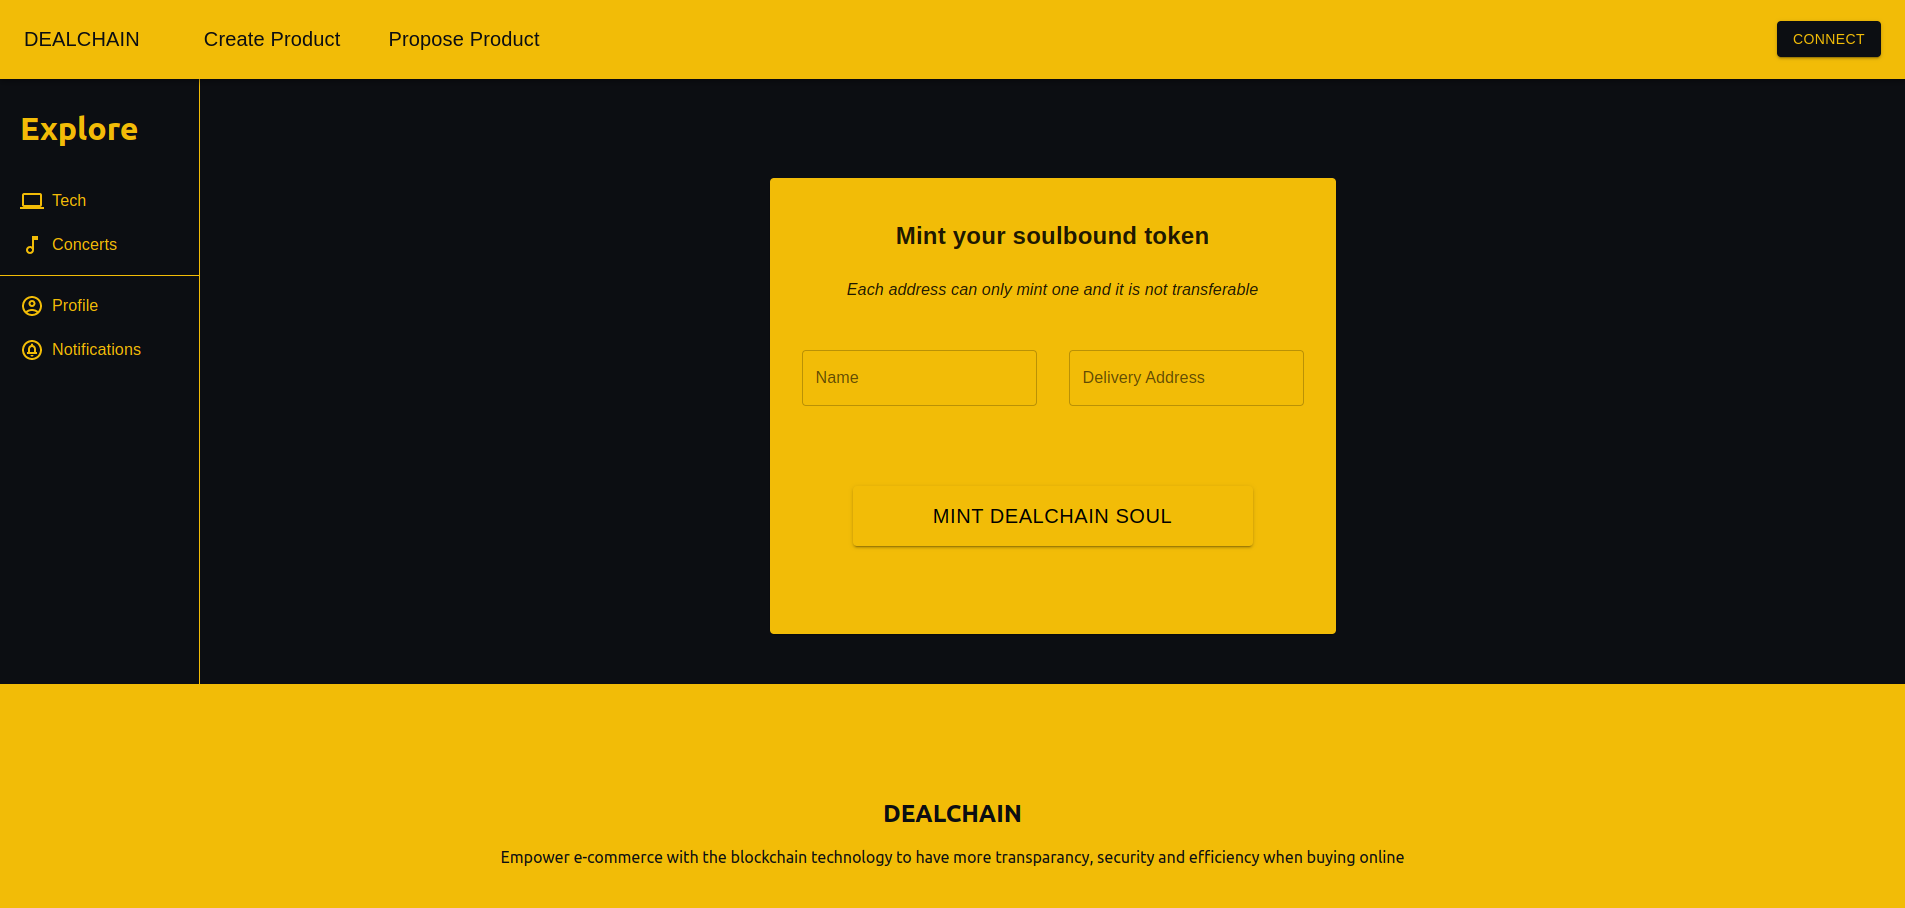 DEALCHAIN
Create Product
Propose Product
CONNECT
Explore
Tech
Concerts
Profile
Notifications
Mint your soulbound token
Each address can only mint one and it is not transferable
Name
Delivery Address
MINT DEALCHAIN SOUL
DEALCHAIN
Empower e-commerce with the blockchain technology to have more transparancy, security and efficiency when buying online